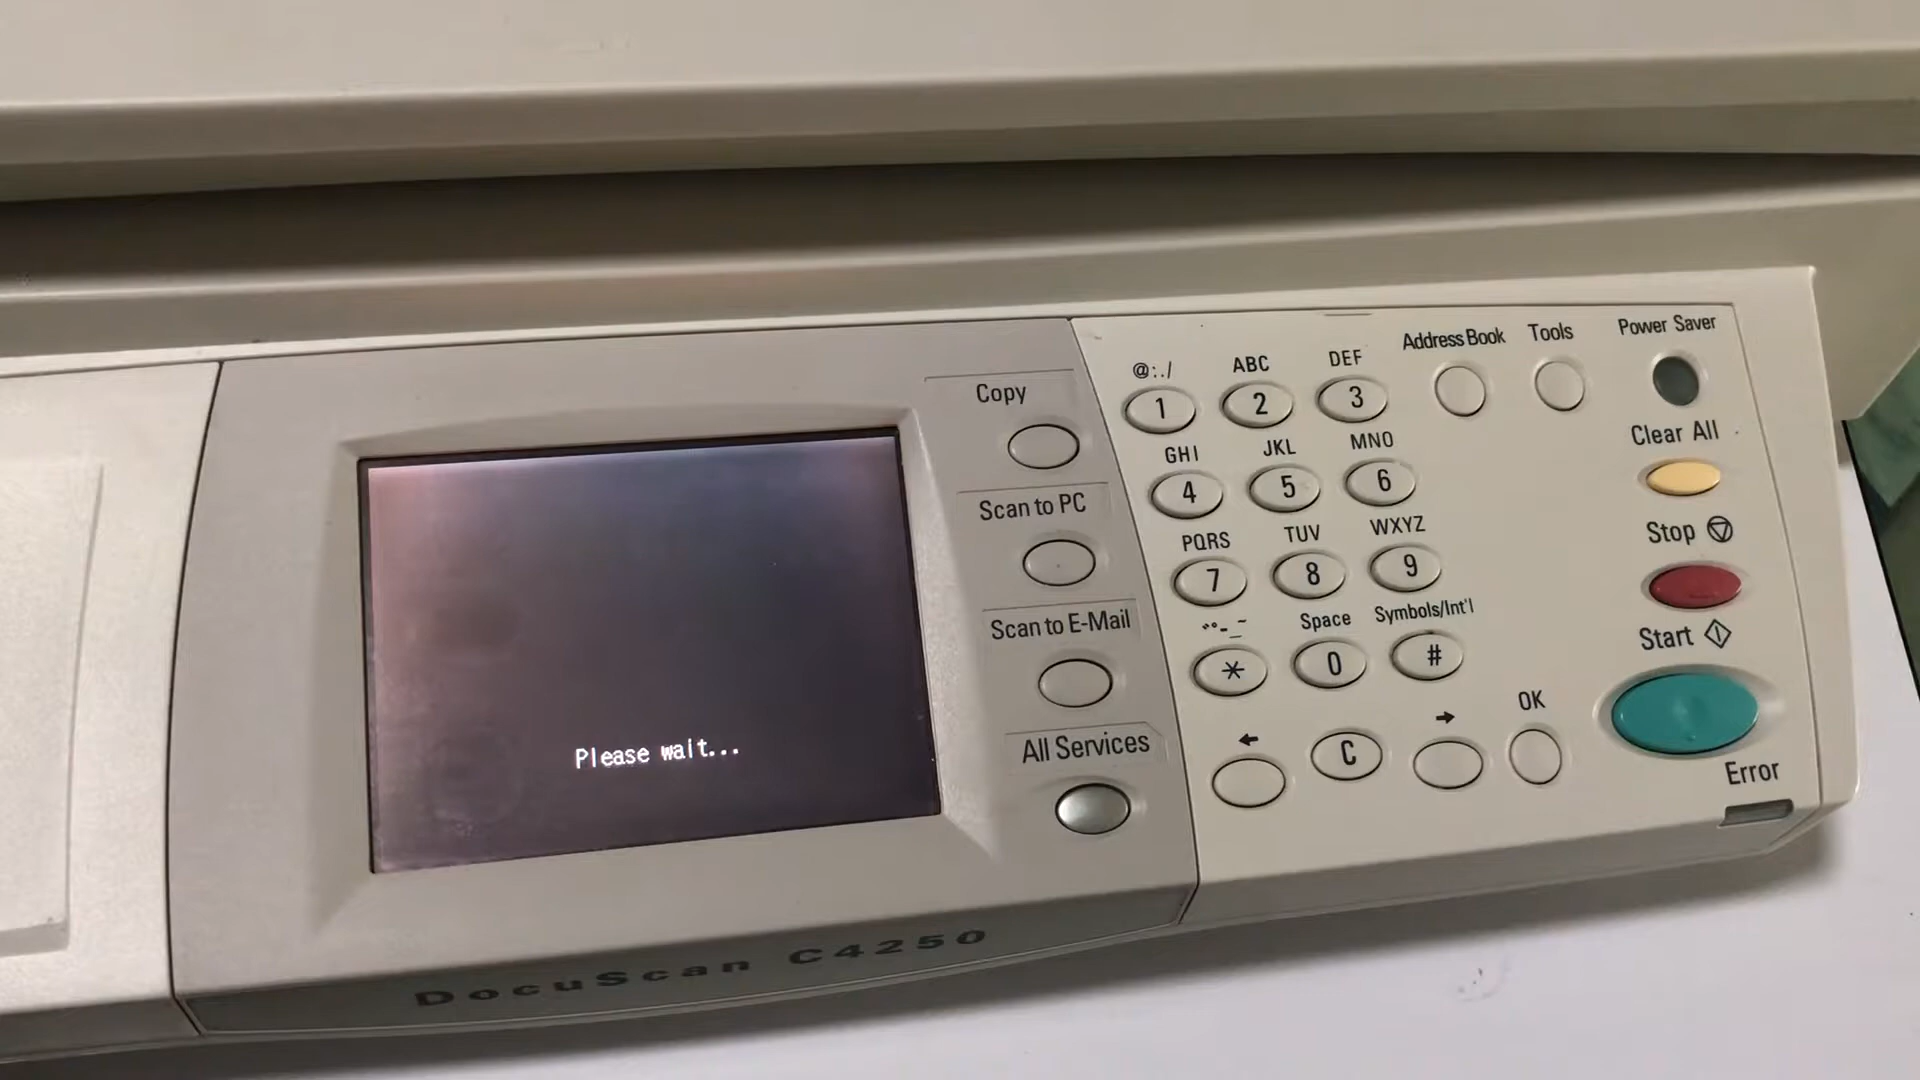 Please wait...
DocuScan C4250
Copy
Scan to PC
Scan to E-Mail
All Services
@:./
1
ABC
2
DEF
3
GHI
4
JKL
5
MNO
6
PQRS
7
TUV
8
WXYZ
9
*
Space
0
Symbols/Int'l
#
←
C
→
OK
Address Book
Tools
Power Saver
Clear All
Stop
Start
Error